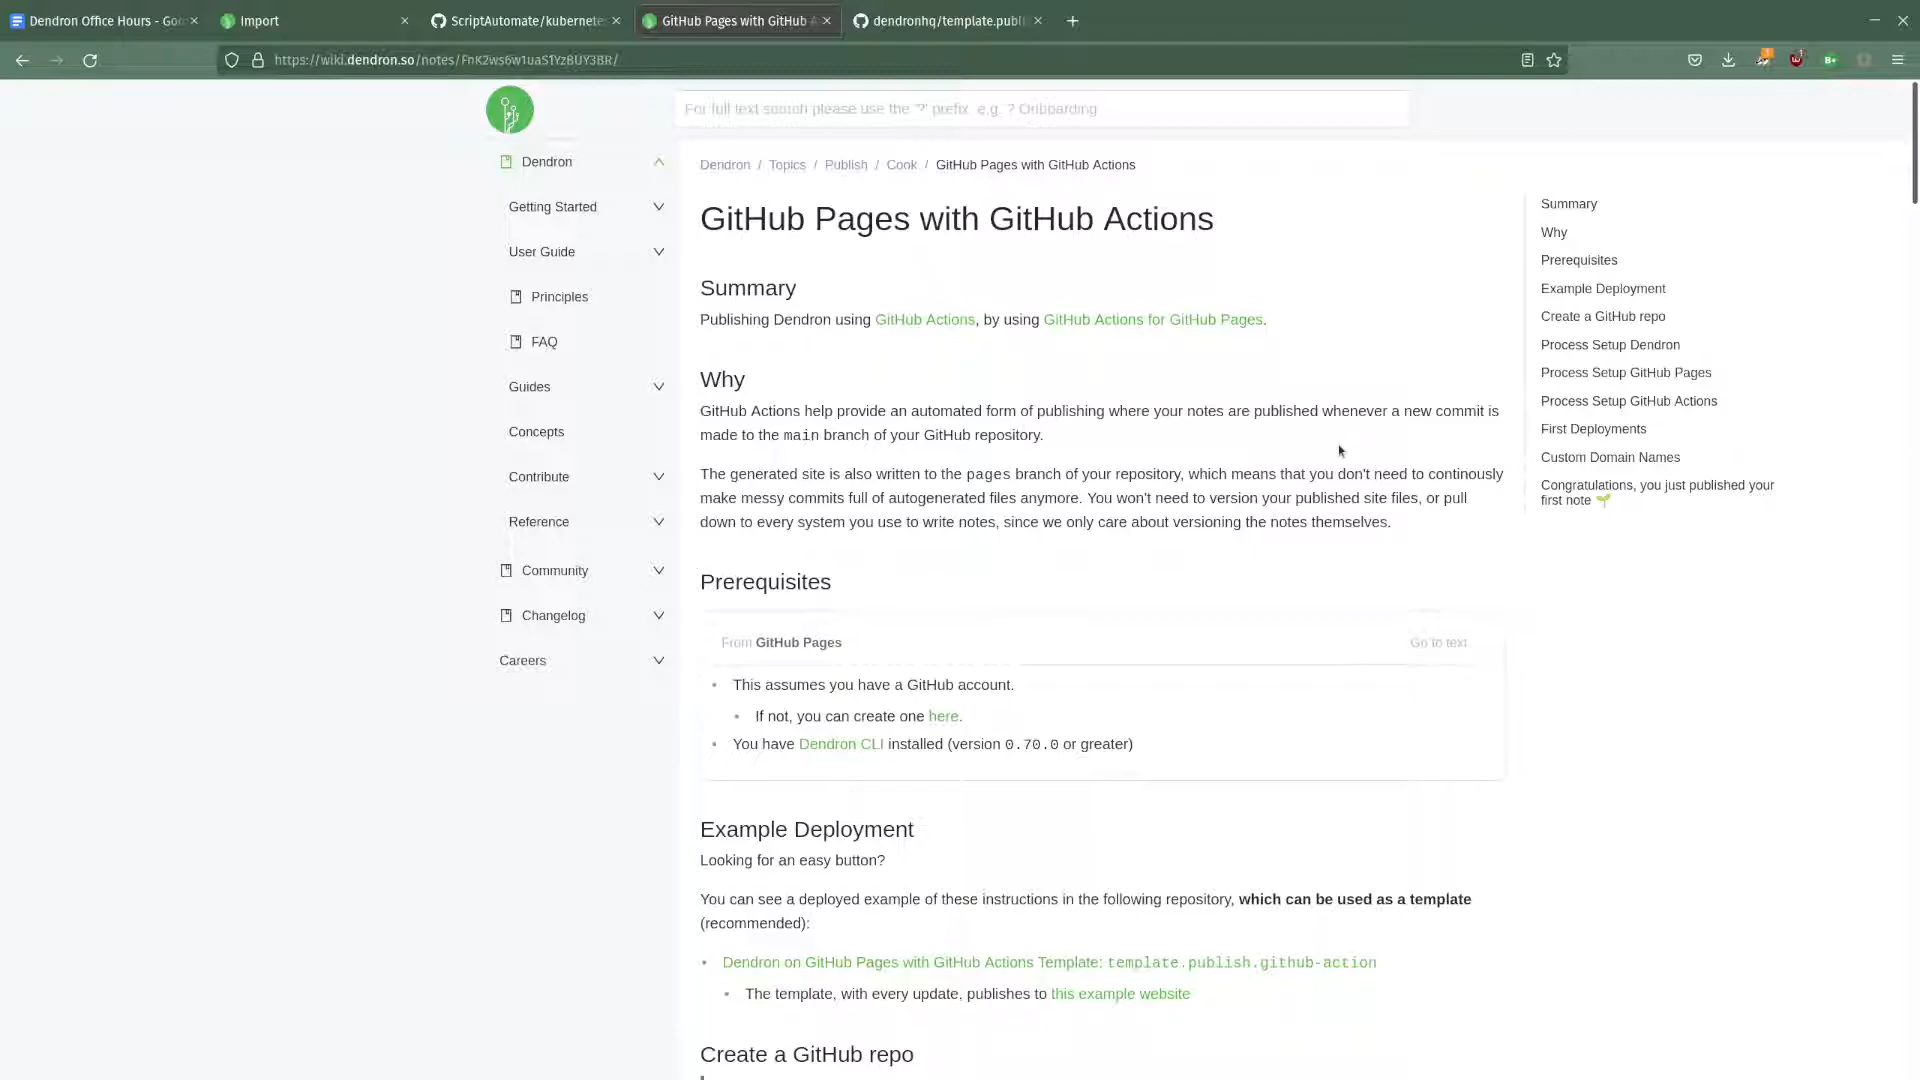 Dendron Office Hours - Goo
Import
ScriptAutomate/kubernete
GitHub Pages with GitHub A
dendronhq/template.publi
https://wiki.dendron.so/notes/FnK2ws6w1uaS1YzBUY3BR/
For full text search please use the '?' prefix. e.g. ? Onboarding
Dendron
Getting Started
User Guide
Principles
FAQ
Guides
Concepts
Contribute
Reference
Community
Changelog
Careers
Dendron / Topics / Publish / Cook / GitHub Pages with GitHub Actions
GitHub Pages with GitHub Actions
Summary
Publishing Dendron using GitHub Actions, by using GitHub Actions for GitHub Pages.
Why
GitHub Actions help provide an automated form of publishing where your notes are published whenever a new commit is
made to the main branch of your GitHub repository.
The generated site is also written to the pages branch of your repository, which means that you don't need to continously
make messy commits full of autogenerated files anymore. You won't need to version your published site files, or pull
down to every system you use to write notes, since we only care about versioning the notes themselves.
Prerequisites
From GitHub Pages
Go to text
• This assumes you have a GitHub account.
• If not, you can create one here.
• You have Dendron CLI installed (version 0.70.0 or greater)
Example Deployment
Looking for an easy button?
You can see a deployed example of these instructions in the following repository, which can be used as a template
(recommended):
• Dendron on GitHub Pages with GitHub Actions Template: template.publish.github-action
• The template, with every update, publishes to this example website
Create a GitHub repo
Summary
Why
Prerequisites
Example Deployment
Create a GitHub repo
Process Setup Dendron
Process Setup GitHub Pages
Process Setup GitHub Actions
First Deployments
Custom Domain Names
Congratulations, you just published your
first note 🌱